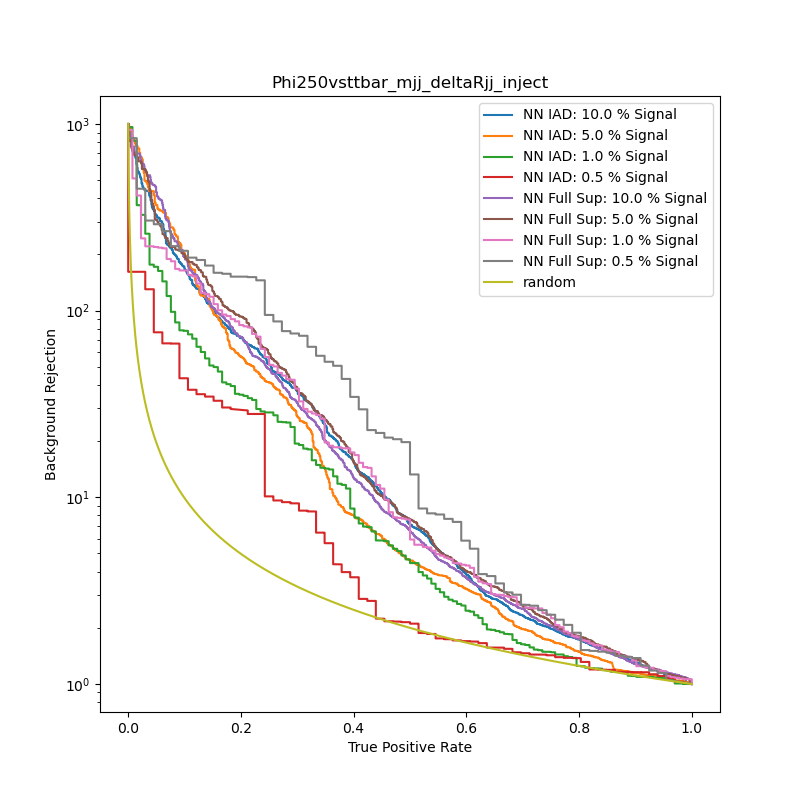 Phi250vsttbar_mjj_deltaRjj_inject
NN IAD: 10.0 % Signal
NN IAD: 5.0 % Signal
NN IAD: 1.0 % Signal
NN IAD: 0.5 % Signal
NN Full Sup: 10.0 % Signal
NN Full Sup: 5.0 % Signal
NN Full Sup: 1.0 % Signal
NN Full Sup: 0.5 % Signal
random
Background Rejection
10³
10²
10¹
10⁰
0.0 0.2 0.4 0.6 0.8 1.0
True Positive Rate